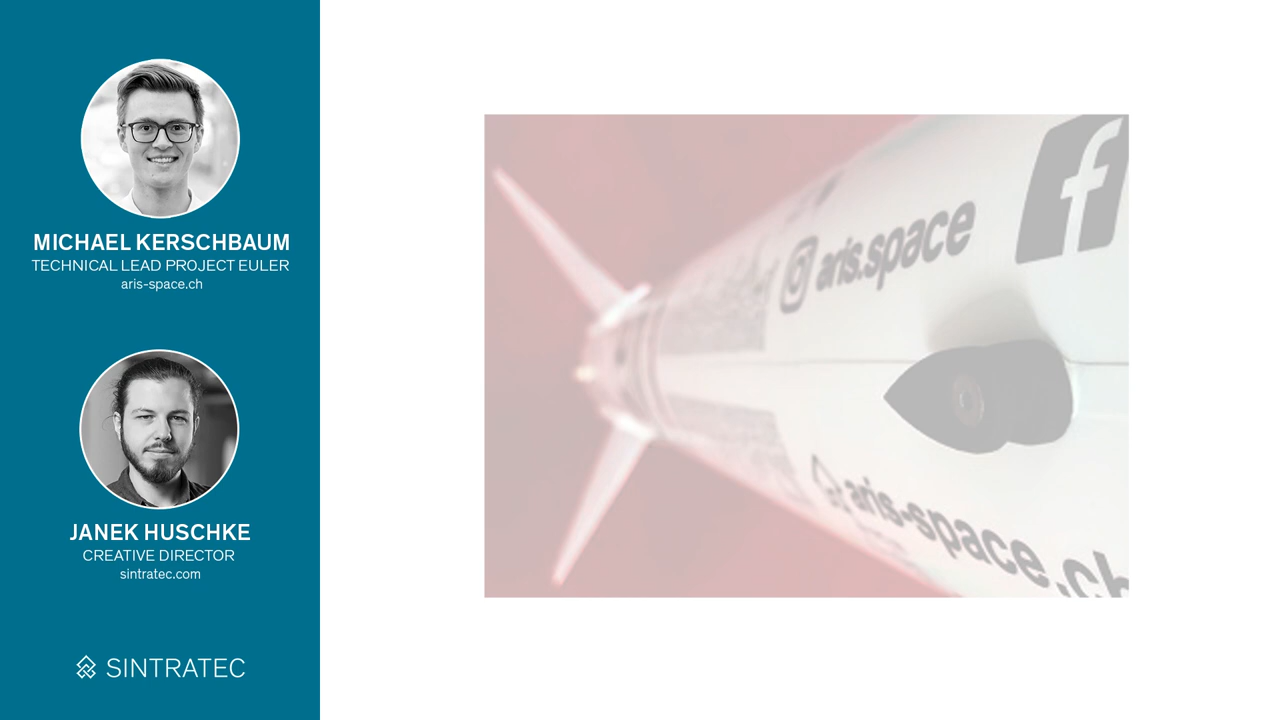 MICHAEL KERSCHBAUM
TECHNICAL LEAD PROJECT EULER
aris-space.ch
JANEK HUSCHKE
CREATIVE DIRECTOR
sintratec.com
SINTRATEC
f
aris.space
aris-space.ch